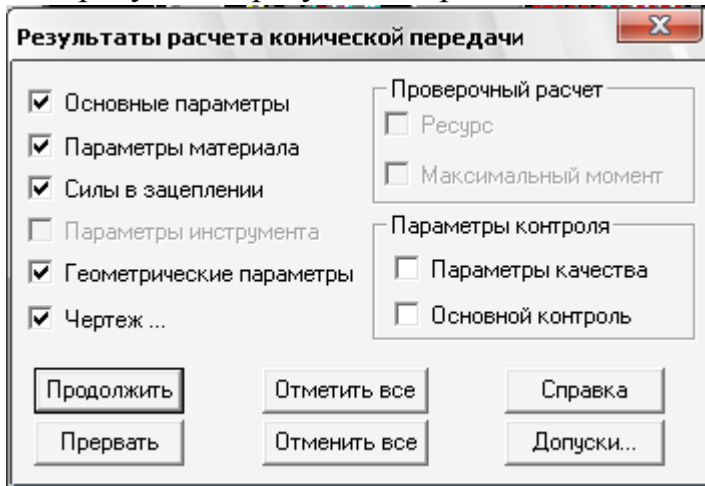 Результаты расчета конической передачи
Основные параметры
Параметры материала
Силы в зацеплении
Параметры инструмента
Геометрические параметры
Чертеж ...
Проверочный расчет
Ресурс
Максимальный момент
Параметры контроля
Параметры качества
Основной контроль
Продолжить
Отметить все
Справка
Прервать
Отменить все
Допуски...